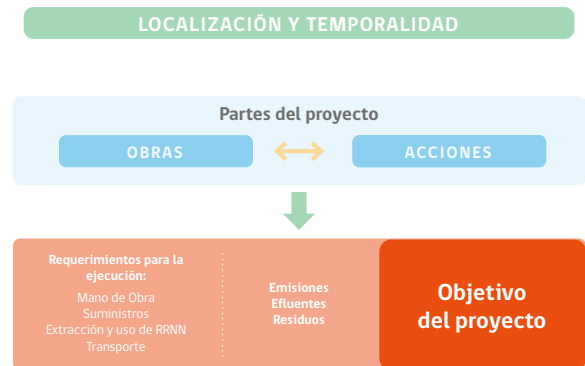 LOCALIZACIÓN Y TEMPORALIDAD
Partes del proyecto
OBRAS
ACCIONES
Requerimientos para la
ejecución:
Mano de Obra
Suministros
Extracción y uso de RRNN
Transporte
Emisiones
Efluentes
Residuos
Objetivo
del proyecto